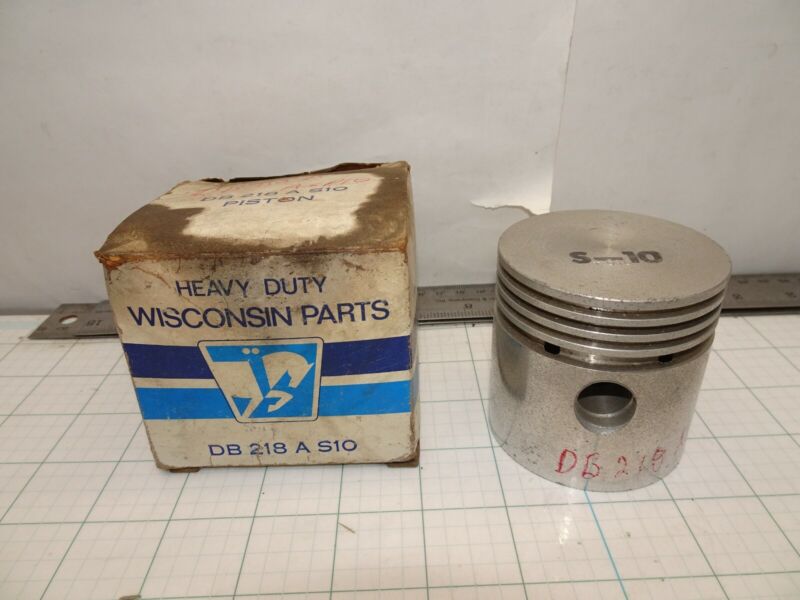 DB 218 A S10
PISTON
HEAVY DUTY
WISCONSIN PARTS
DB 218 A S10
S-10
DB 218